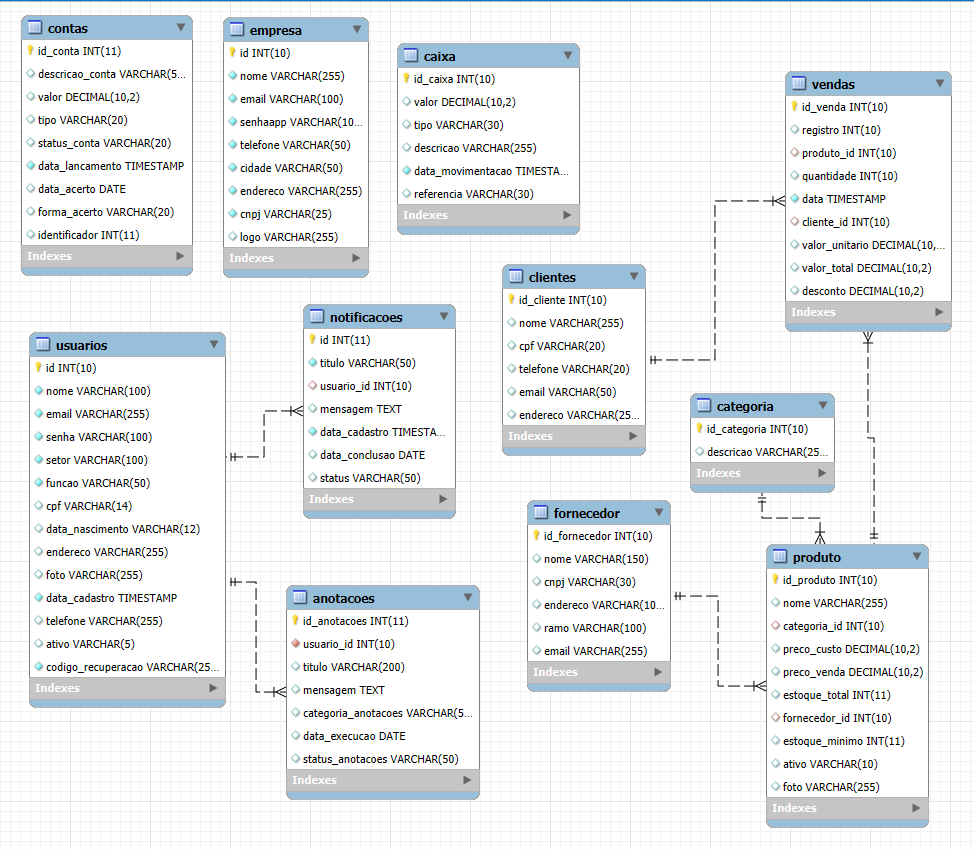 contas
id_conta INT(11)
descricao_conta VARCHAR(5...
valor DECIMAL(10,2)
tipo VARCHAR(20)
status_conta VARCHAR(20)
data_lancamento TIMESTAMP
data_acerto DATE
forma_acerto VARCHAR(20)
identificador INT(11)
Indexes
empresa
id INT(10)
nome VARCHAR(255)
email VARCHAR(100)
senhaapp VARCHAR(10...
telefone VARCHAR(50)
cidade VARCHAR(50)
endereco VARCHAR(255)
cnpj VARCHAR(25)
logo VARCHAR(255)
Indexes
caixa
id_caixa INT(10)
valor DECIMAL(10,2)
tipo VARCHAR(30)
descricao VARCHAR(255)
data_movimentacao TIMESTA...
referencia VARCHAR(30)
Indexes
vendas
id_venda INT(10)
registro INT(10)
produto_id INT(10)
quantidade INT(10)
data TIMESTAMP
cliente_id INT(10)
valor_unitario DECIMAL(10,...
valor_total DECIMAL(10,2)
desconto DECIMAL(10,2)
Indexes
clientes
id_cliente INT(10)
nome VARCHAR(255)
cpf VARCHAR(20)
telefone VARCHAR(20)
email VARCHAR(50)
endereco VARCHAR(25...
Indexes
notificacoes
id INT(11)
titulo VARCHAR(50)
usuario_id INT(10)
mensagem TEXT
data_cadastro TIMESTA...
data_conclusao DATE
status VARCHAR(50)
Indexes
usuarios
id INT(10)
nome VARCHAR(100)
email VARCHAR(255)
senha VARCHAR(100)
setor VARCHAR(100)
funcao VARCHAR(50)
cpf VARCHAR(14)
data_nascimento VARCHAR(12)
endereco VARCHAR(255)
foto VARCHAR(255)
data_cadastro TIMESTAMP
telefone VARCHAR(255)
ativo VARCHAR(5)
codigo_recuperacao VARCHAR(25...
Indexes
categoria
id_categoria INT(10)
descricao VARCHAR(25...
Indexes
fornecedor
id_fornecedor INT(10)
nome VARCHAR(150)
cnpj VARCHAR(30)
endereco VARCHAR(10...
ramo VARCHAR(100)
email VARCHAR(255)
Indexes
produto
id_produto INT(10)
nome VARCHAR(255)
categoria_id INT(10)
preco_custo DECIMAL(10,2)
preco_venda DECIMAL(10,2)
estoque_total INT(11)
fornecedor_id INT(10)
estoque_minimo INT(11)
ativo VARCHAR(10)
foto VARCHAR(255)
Indexes
anotacoes
id_anotacoes INT(11)
usuario_id INT(10)
titulo VARCHAR(200)
mensagem TEXT
categoria_anotacoes VARCHAR(5...
data_execucao DATE
status_anotacoes VARCHAR(50)
Indexes